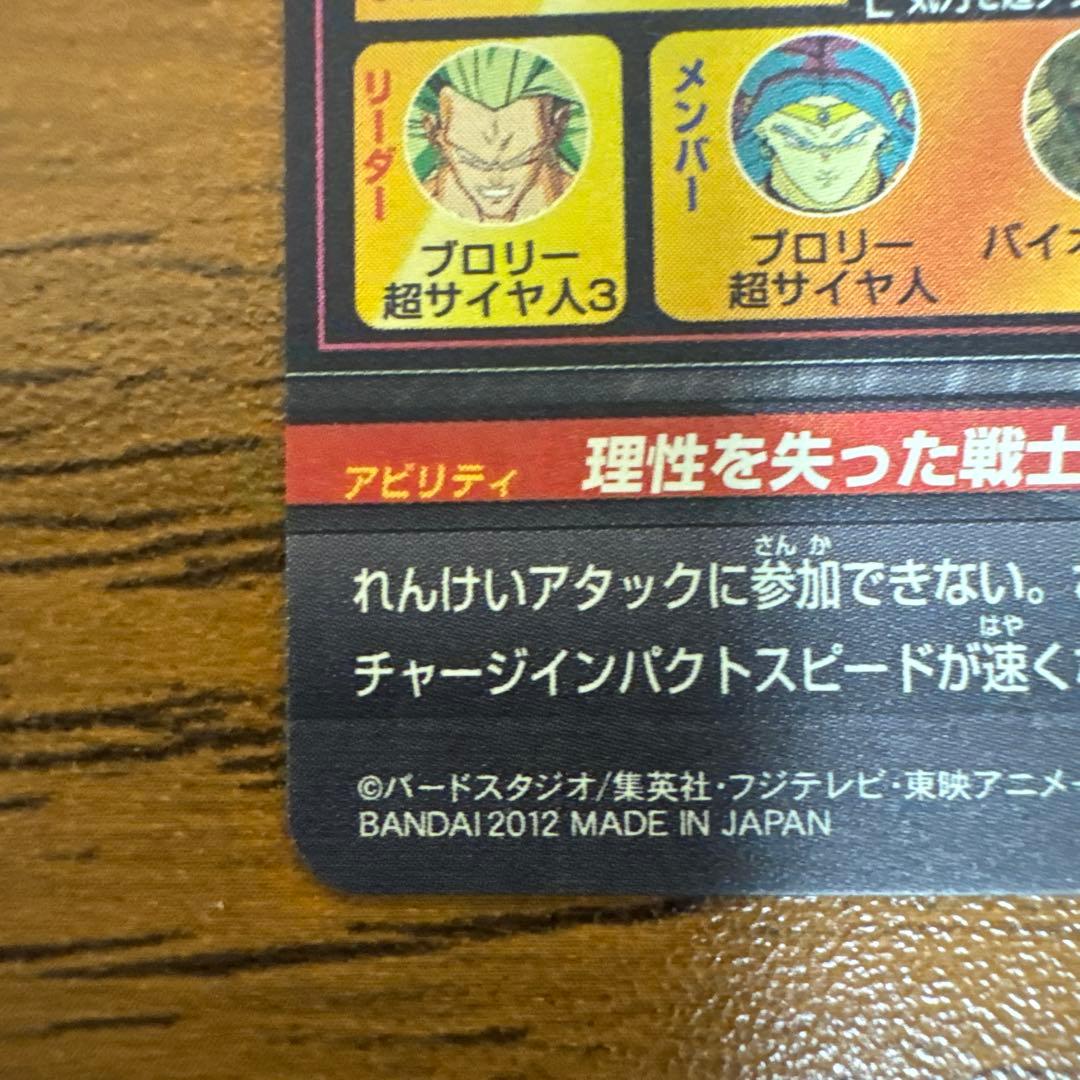 リーダー
ブロリー
超サイヤ人3
メンバー
ブロリー
超サイヤ人
バイオ
アビリティ 理性を失った戦士
さん か
れんけいアタックに参加できない。
はや
チャージインパクトスピードが速く
©バードスタジオ/集英社・フジテレビ・東映アニメー
BANDAI 2012 MADE IN JAPAN